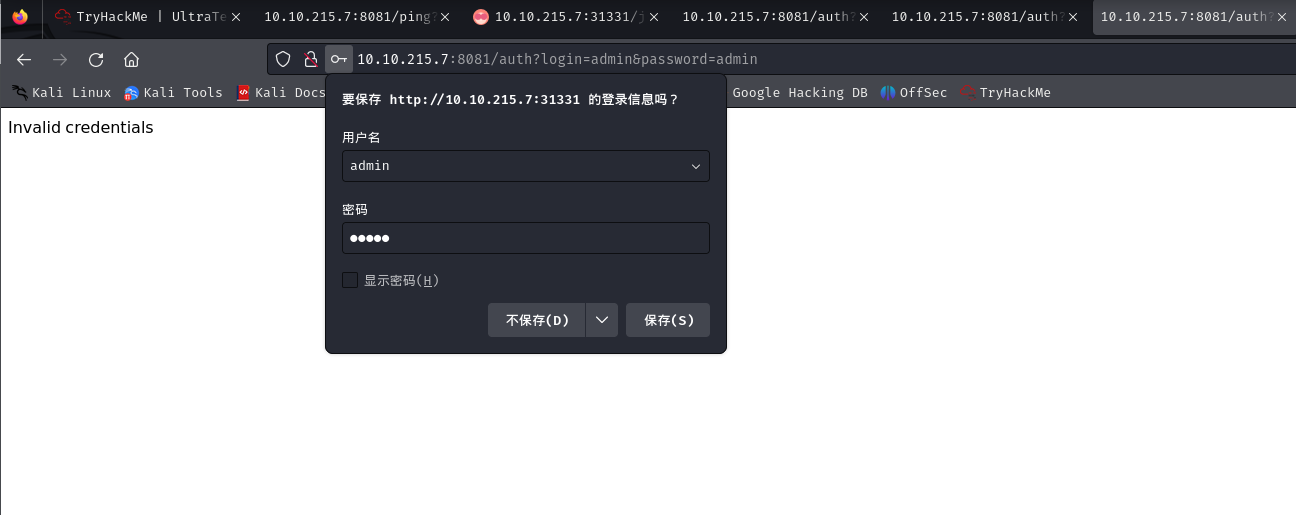 TryHackMe | UltraTe
10.10.215.7:8081/ping?
10.10.215.7:31331/j
10.10.215.7:8081/auth?
10.10.215.7:8081/auth?
10.10.215.7:8081/auth?
10.10.215.7:8081/auth?login=admin&password=admin
Kali Linux
Kali Tools
Kali Docs
Google Hacking DB
OffSec
TryHackMe
Invalid credentials
要保存 http://10.10.215.7:31331 的登录信息吗？
用户名
admin
密码
●●●●●
显示密码(H)
不保存(D)
保存(S)